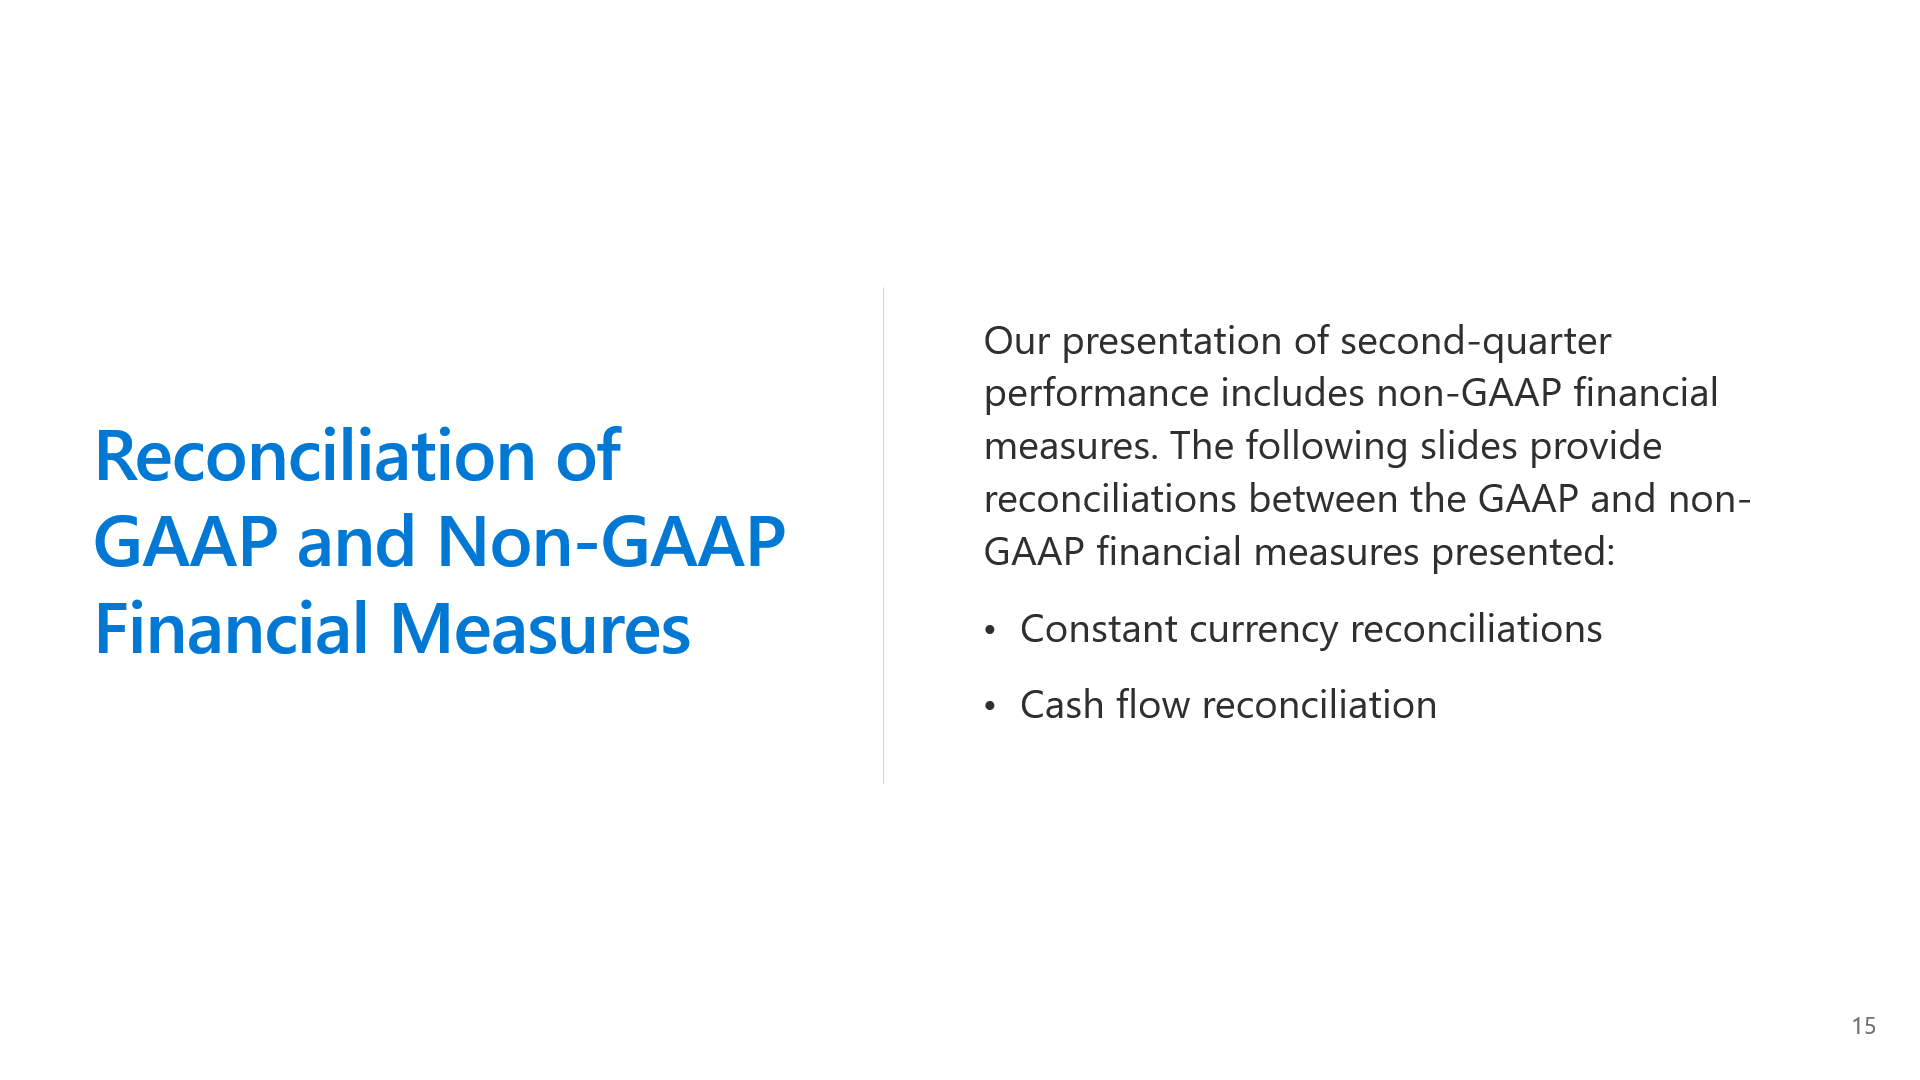 Reconciliation of
GAAP and Non-GAAP
Financial Measures
Our presentation of second-quarter
performance includes non-GAAP financial
measures. The following slides provide
reconciliations between the GAAP and non-
GAAP financial measures presented:
• Constant currency reconciliations
• Cash flow reconciliation
15